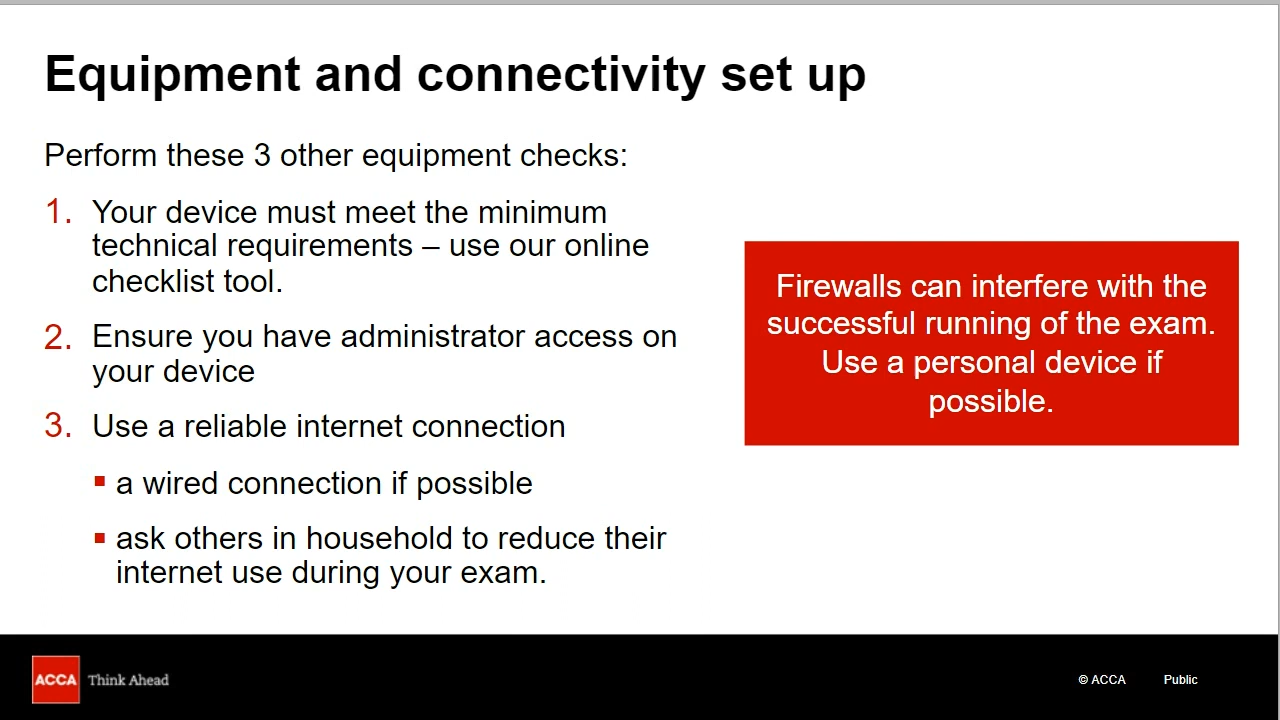 Equipment and connectivity set up
Perform these 3 other equipment checks:
1. Your device must meet the minimum
technical requirements – use our online
checklist tool.
2. Ensure you have administrator access on
your device
3. Use a reliable internet connection
▪ a wired connection if possible
▪ ask others in household to reduce their
internet use during your exam.
Firewalls can interfere with the
successful running of the exam.
Use a personal device if
possible.
ACCA Think Ahead
© ACCA Public